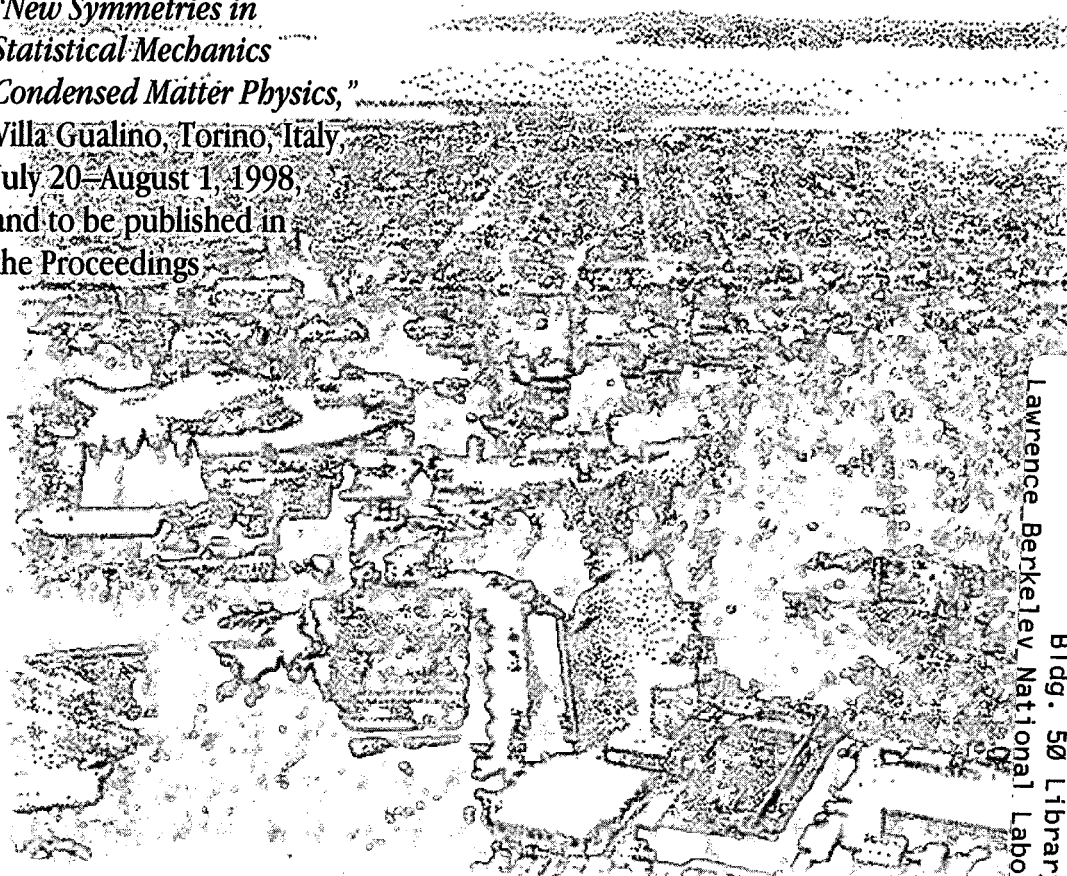 "New Symmetries in
Statistical Mechanics
Condensed Matter Physics,"
Villa Gualino, Torino, Italy,
July 20–August 1, 1998,
and to be published in
the Proceedings
Bldg. 50 Library
Lawrence Berkeley National Labo